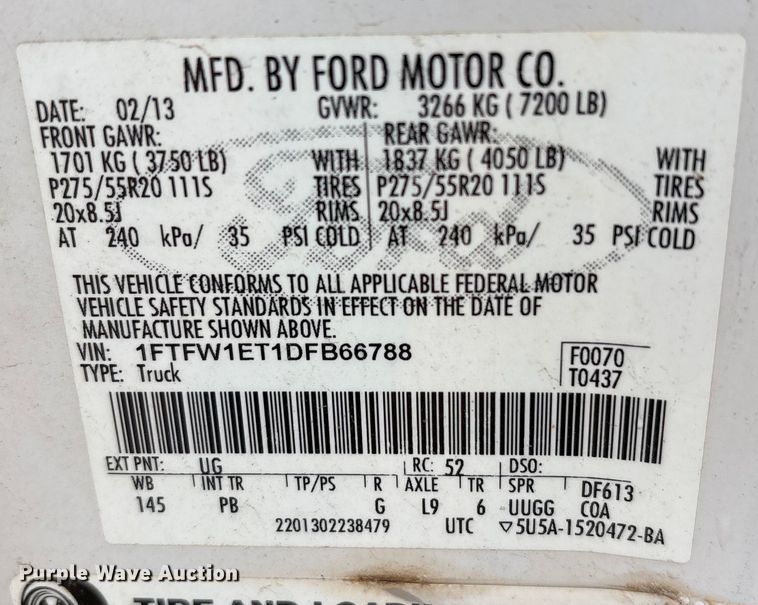 MFD. BY FORD MOTOR CO.
DATE: 02/13 GVWR: 3266 KG ( 7200 LB)
FRONT GAWR: REAR GAWR:
1701 KG ( 3750 LB) WITH 1837 KG ( 4050 LB) WITH
P275/55R20 111S TIRES P275/55R20 111S TIRES
20x8.5J RIMS 20x8.5J RIMS
AT 240 kPa/ 35 PSI COLD AT 240 kPa/ 35 PSI COLD
Ford
THIS VEHICLE CONFORMS TO ALL APPLICABLE FEDERAL MOTOR
VEHICLE SAFETY STANDARDS IN EFFECT ON THE DATE OF
MANUFACTURE SHOWN ABOVE.
VIN: 1FTFW1ET1DFB66788 F0070
TYPE: Truck T0437
EXT PNT: UG RC: 52 DSO:
WB INT TR TP/PS R AXLE TR SPR DF613
145 PB G L9 6 UUGG COA
2201302238479 UTC ▽5U5A-1520472-BA
Purple Wave Auction
TIRE AND LOADIN